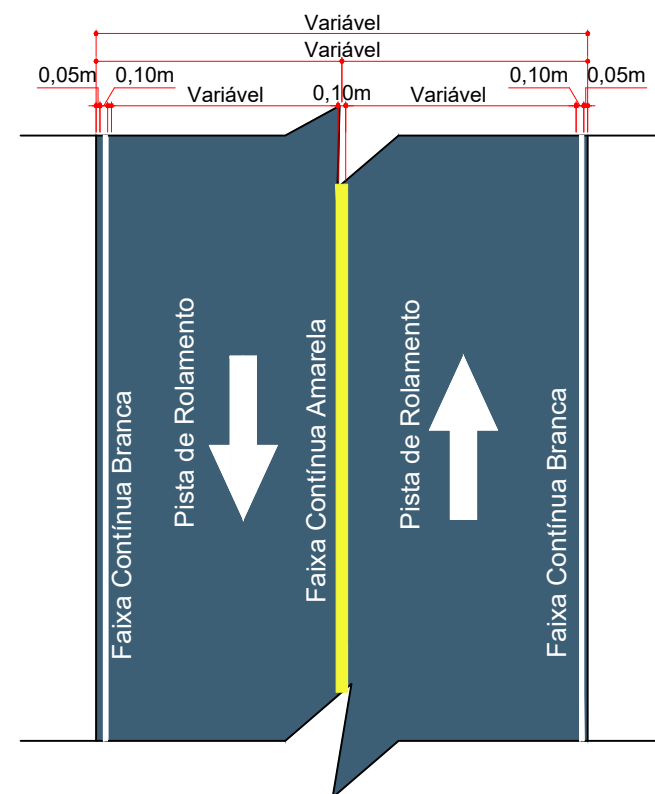 Variável
Variável
0,05m 0,10m 0,10m 0,05m
Variável 0,10m Variável
Faixa Contínua Branca
Pista de Rolamento
Faixa Contínua Amarela
Pista de Rolamento
Faixa Contínua Branca